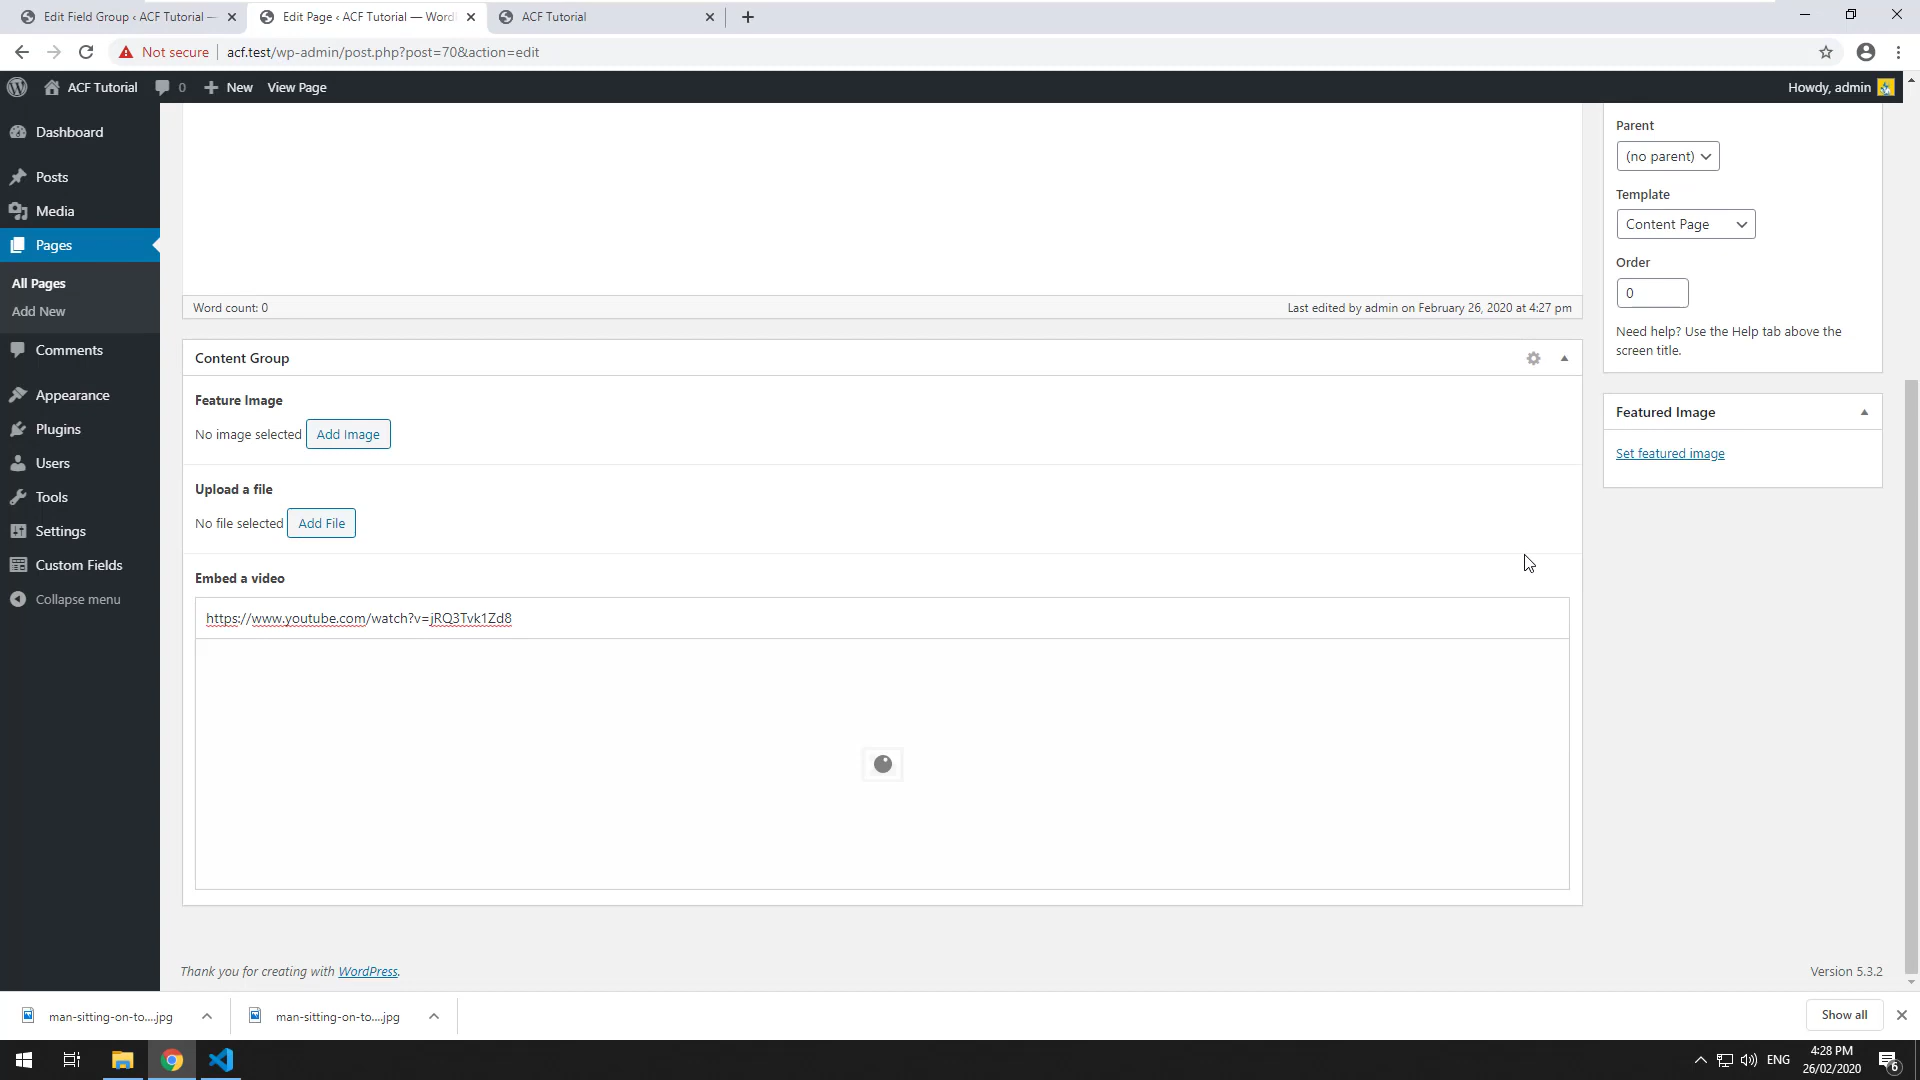 Edit Field Group ‹ ACF Tutorial —
Edit Page ‹ ACF Tutorial — Word
ACF Tutorial
Not secure
acf.test/wp-admin/post.php?post=70&action=edit
ACF Tutorial
0
New
View Page
Howdy, admin
Dashboard
Posts
Media
Pages
All Pages
Add New
Comments
Appearance
Plugins
Users
Tools
Settings
Custom Fields
Collapse menu
Word count: 0
Last edited by admin on February 26, 2020 at 4:27 pm
Content Group
Feature Image
No image selected
Add Image
Upload a file
No file selected
Add File
Embed a video
https://www.youtube.com/watch?v=jRQ3Tvk1Zd8
Parent
(no parent)
Template
Content Page
Order
0
Need help? Use the Help tab above the
screen title.
Featured Image
Set featured image
Thank you for creating with WordPress.
Version 5.3.2
man-sitting-on-to....jpg
man-sitting-on-to....jpg
Show all
ENG
4:28 PM
26/02/2020
6